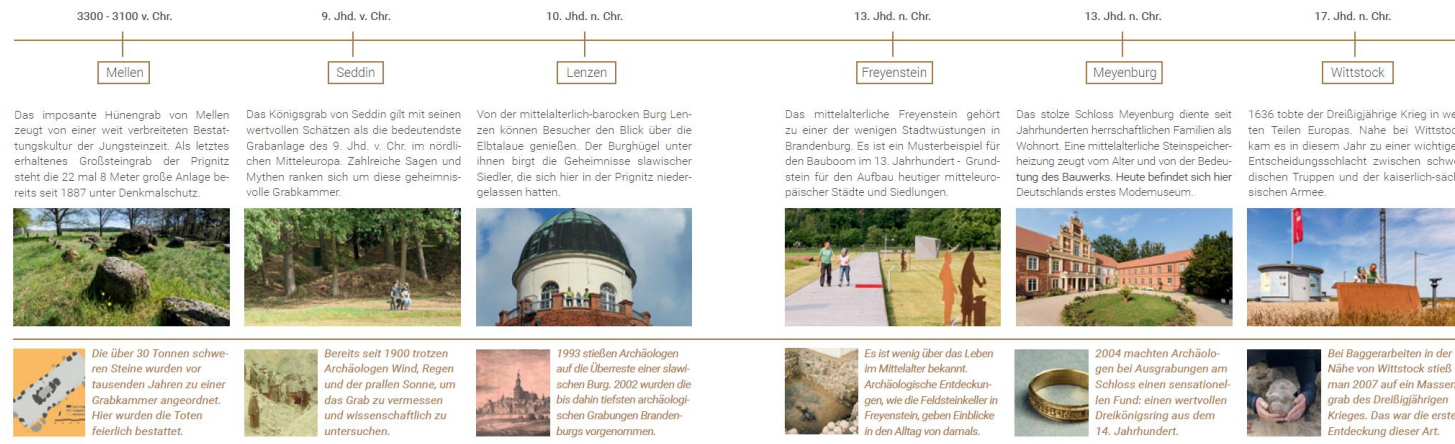 3300 - 3100 v. Chr.
Mellen
Das imposante Hünengrab von Mellen
zeugt von einer weit verbreiteten Bestat-
tungskultur der Jungsteinzeit. Als letztes
erhaltenes Großsteingrab der Prignitz
steht die 22 mal 8 Meter große Anlage be-
reits seit 1887 unter Denkmalschutz.
Die über 30 Tonnen schwe-
ren Steine wurden vor
tausenden Jahren zu einer
Grabkammer angeordnet.
Hier wurden die Toten
feierlich bestattet.
9. Jhd. v. Chr.
Seddin
Das Königsgrab von Seddin gilt mit seinen
wertvollen Schätzen als die bedeutendste
Grabanlage des 9. Jhd. v. Chr. im nördli-
chen Mitteleuropa. Zahlreiche Sagen und
Mythen ranken sich um diese geheimnis-
volle Grabkammer.
Bereits seit 1900 trotzen
Archäologen Wind, Regen
und der prallen Sonne, um
das Grab zu vermessen
und wissenschaftlich zu
untersuchen.
10. Jhd. n. Chr.
Lenzen
Von der mittelalterlich-barocken Burg Len-
zen können Besucher den Blick über die
Elbtalaue genießen. Der Burghügel unter
ihnen birgt die Geheimnisse slawischer
Siedler, die sich hier in der Prignitz nieder-
gelassen hatten.
1993 stießen Archäologen
auf die Überreste einer slawi-
schen Burg. 2002 wurden die
bis dahin tiefsten archäologi-
schen Grabungen Branden-
burgs vorgenommen.
13. Jhd. n. Chr.
Freyenstein
Das mittelalterliche Freyenstein gehört
zu einer der wenigen Stadtwüstungen in
Brandenburg. Es ist ein Musterbeispiel für
den Bauboom im 13. Jahrhundert - Grund-
stein für den Aufbau heutiger mitteleuro-
päischer Städte und Siedlungen.
Es ist wenig über das Leben
im Mittelalter bekannt.
Archäologische Entdeckun-
gen, wie die Feldsteinkeller in
Freyenstein, geben Einblicke
in den Alltag von damals.
13. Jhd. n. Chr.
Meyenburg
Das stolze Schloss Meyenburg diente seit
Jahrhunderten herrschaftlichen Familien als
Wohnort. Eine mittelalterliche Steinspeicher-
heizung zeugt vom Alter und von der Bedeu-
tung des Bauwerks. Heute befindet sich hier
Deutschlands erstes Modemuseum.
2004 machten Archäolo-
gen bei Ausgrabungen am
Schloss einen sensationel-
len Fund: einen wertvollen
Dreikönigsring aus dem
14. Jahrhundert.
17. Jhd. n. Chr.
Wittstock
1636 tobte der Dreißigjährige Krieg in wei
ten Teilen Europas. Nahe bei Wittstock
kam es in diesem Jahr zu einer wichtige
Entscheidungsschlacht zwischen schwe
dischen Truppen und der kaiserlich-säch
sischen Armee.
Bei Baggerarbeiten in der
Nähe von Wittstock stieß
man 2007 auf ein Massen
grab des Dreißigjährigen
Krieges. Das war die erste
Entdeckung dieser Art.